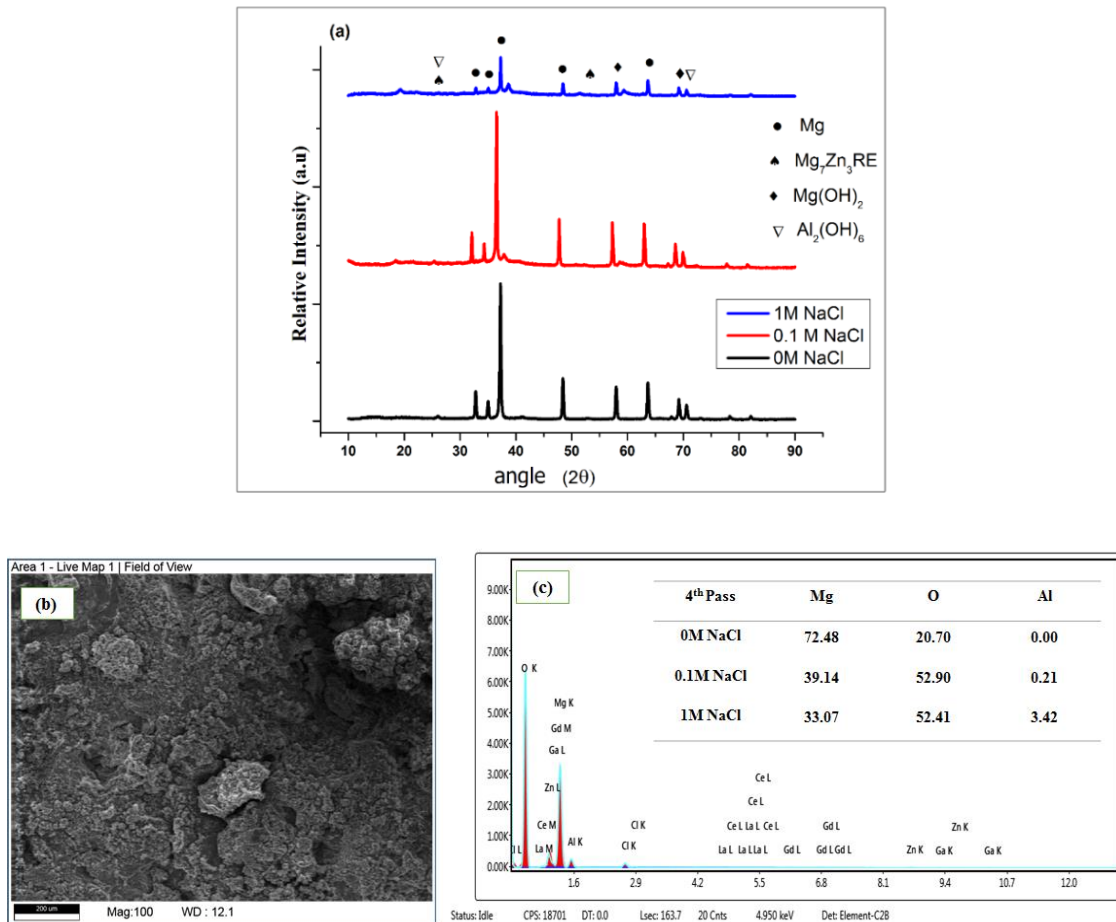 (a)
Relative Intensity (a.u)
Mg
Mg₇Zn₃RE
Mg(OH)₂
Al₂(OH)₆
1M NaCl
0.1 M NaCl
0M NaCl
10 20 30 40 50 60 70 80 90
angle (2θ)
Area 1 - Live Map 1 | Field of View
(b)
200 um
Mag:100 WD : 12.1
(c)
4th Pass Mg O Al
0M NaCl 72.48 20.70 0.00
0.1M NaCl 39.14 52.90 0.21
1M NaCl 33.07 52.41 3.42
9.00K
8.00K
7.00K
6.00K
5.00K
4.00K
3.00K
2.00K
1.00K
0.00K
O K
Mg K
Gd M
Ga L
Zn L
Ce M
La M
Al K
Cl K
Cl K
Ce L
Ce L
Ce L La L Ce L
La L La L La L
Gd L
Gd L
Gd L Gd L
Zn K
Zn K
Ga K
Ga K
1.6 2.9 4.2 5.5 6.8 8.1 9.4 10.7 12.0
Status: Idle CPS: 18701 DT: 0.0 Lsec: 163.7 20 Cnts 4.950 keV Det: Element-C2B